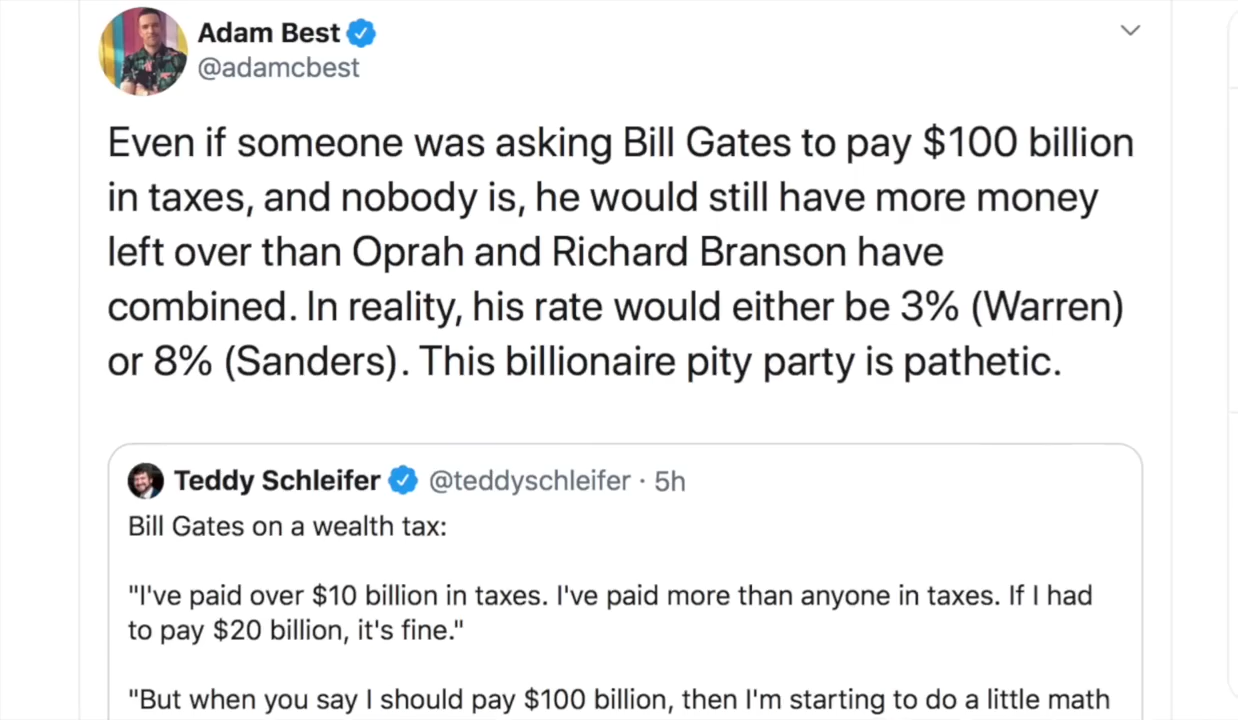 Adam Best
@adamcbest
Even if someone was asking Bill Gates to pay $100 billion
in taxes, and nobody is, he would still have more money
left over than Oprah and Richard Branson have
combined. In reality, his rate would either be 3% (Warren)
or 8% (Sanders). This billionaire pity party is pathetic.
Teddy Schleifer @teddyschleifer · 5h
Bill Gates on a wealth tax:
"I've paid over $10 billion in taxes. I've paid more than anyone in taxes. If I had
to pay $20 billion, it's fine."
"But when you say I should pay $100 billion, then I'm starting to do a little math